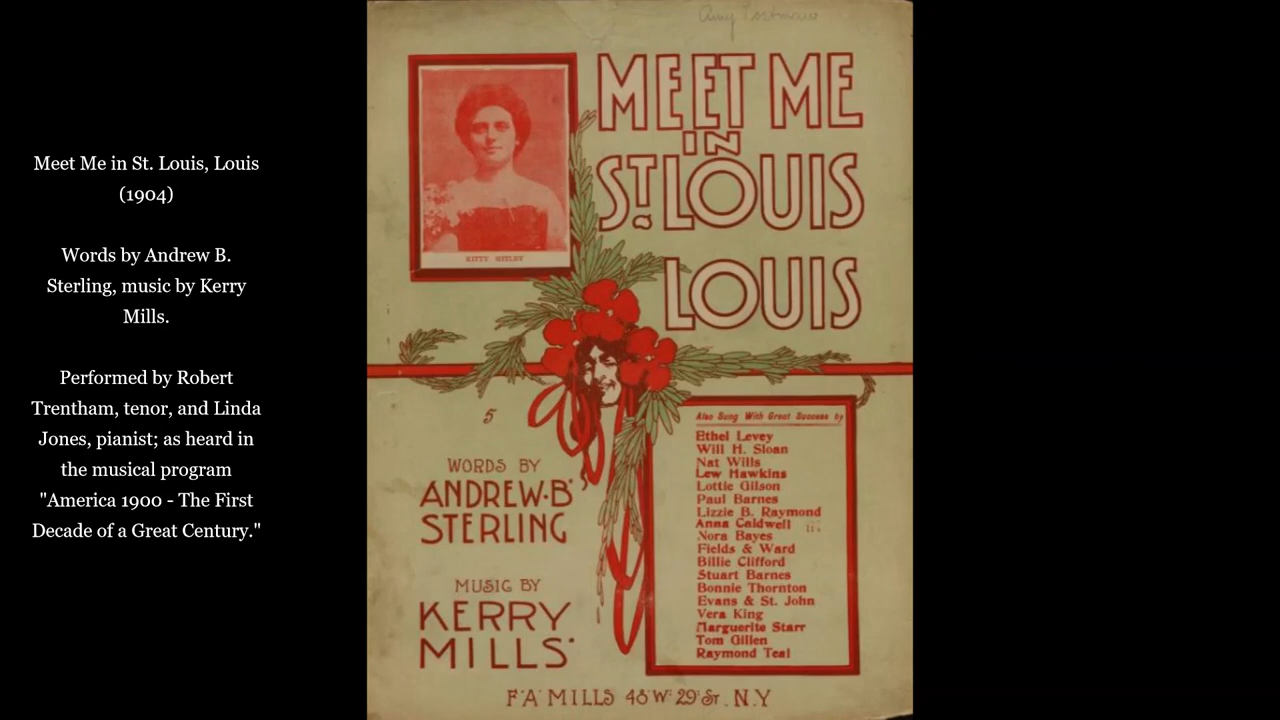 Meet Me in St. Louis, Louis
(1904)
Words by Andrew B.
Sterling, music by Kerry
Mills.
Performed by Robert
Trentham, tenor, and Linda
Jones, pianist; as heard in
the musical program
"America 1900 - The First
Decade of a Great Century."
Amy
MEET ME
IN
ST. LOUIS
LOUIS
KITTY
5
WORDS BY
ANDREW·B·
STERLING
MUSIC BY
KERRY
MILLS·
Also Sung With Great Success by
Ethel Levey
Will H. Sloan
Nat Wills
Lew Hawkins
Lottie Gilson
Paul Barnes
Lizzie B. Raymond
Anna Caldwell
Nora Bayes
Fields & Ward
Billie Clifford
Stuart Barnes
Bonnie Thornton
Evans & St. John
Vera King
Marguerite Starr
Tom Gillen
Raymond Teal
F·A·MILLS 48 W· 29 ST. N.Y